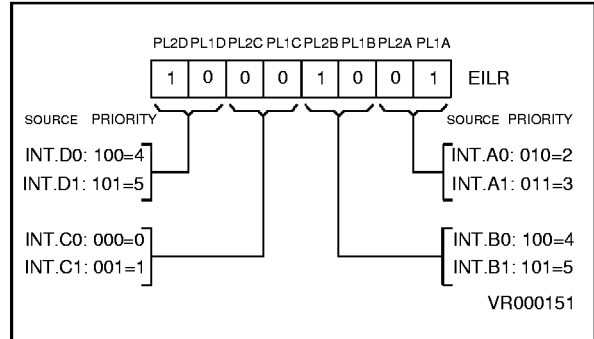 PL2D PL1D PL2C PL1C PL2B PL1B PL2A PL1A
1 0 0 0 1 0 0 1 EILR
SOURCE PRIORITY SOURCE PRIORITY
INT.D0: 100=4 INT.A0: 010=2
INT.D1: 101=5 INT.A1: 011=3
INT.C0: 000=0 INT.B0: 100=4
INT.C1: 001=1 INT.B1: 101=5
VR000151